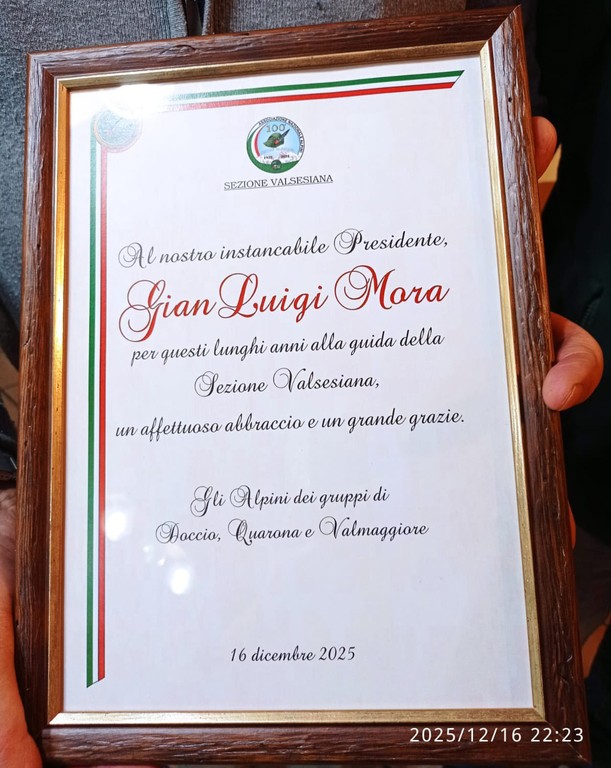 100
SEZIONE VALSESIANA
Al nostro instancabile Presidente,
Gian Luigi Mora
per questi lunghi anni alla guida della
Sezione Valsesiana,
un affettuoso abbraccio e un grande grazie.
Gli Alpini dei gruppi di
Doccio, Quarona e Valmaggiore
16 dicembre 2025
2025/12/16 22:23